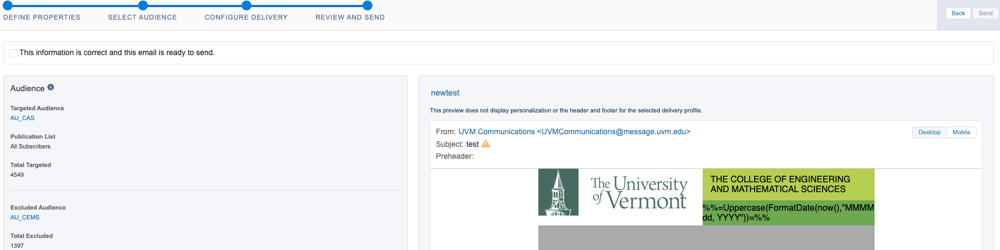 DEFINE PROPERTIES
SELECT AUDIENCE
CONFIGURE DELIVERY
REVIEW AND SEND
Back
Send
This information is correct and this email is ready to send.
Audience
Targeted Audience
AU_CAS
Publication List
All Subscribers
Total Targeted
4549
Excluded Audience
AU_CEMS
Total Excluded
1397
newtest
This preview does not display personalization or the header and footer for the selected delivery profile.
From: UVM Communications <UVMCommunications@message.uvm.edu>
Desktop
Mobile
Subject: test
Preheader:
The University
of Vermont
THE COLLEGE OF ENGINEERING
AND MATHEMATICAL SCIENCES
%%=Uppercase(FormatDate(now(),"MMMM
dd, YYYY"))=%%